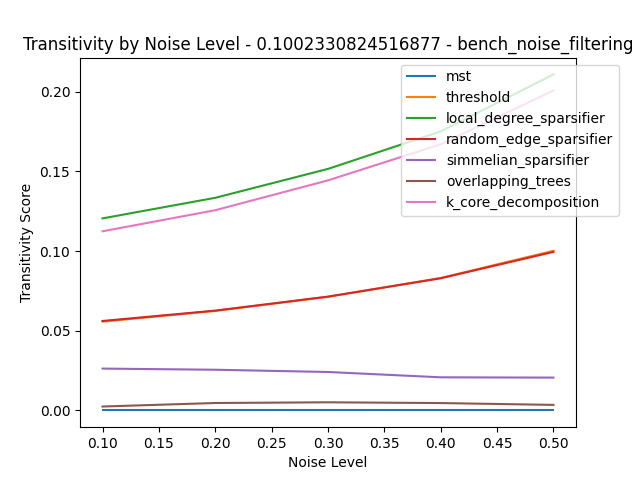 Transitivity by Noise Level - 0.1002330824516877 - bench_noise_filtering
mst
threshold
local_degree_sparsifier
random_edge_sparsifier
simmelian_sparsifier
overlapping_trees
k_core_decomposition
Transitivity Score
0.20
0.15
0.10
0.05
0.00
0.10 0.15 0.20 0.25 0.30 0.35 0.40 0.45 0.50
Noise Level